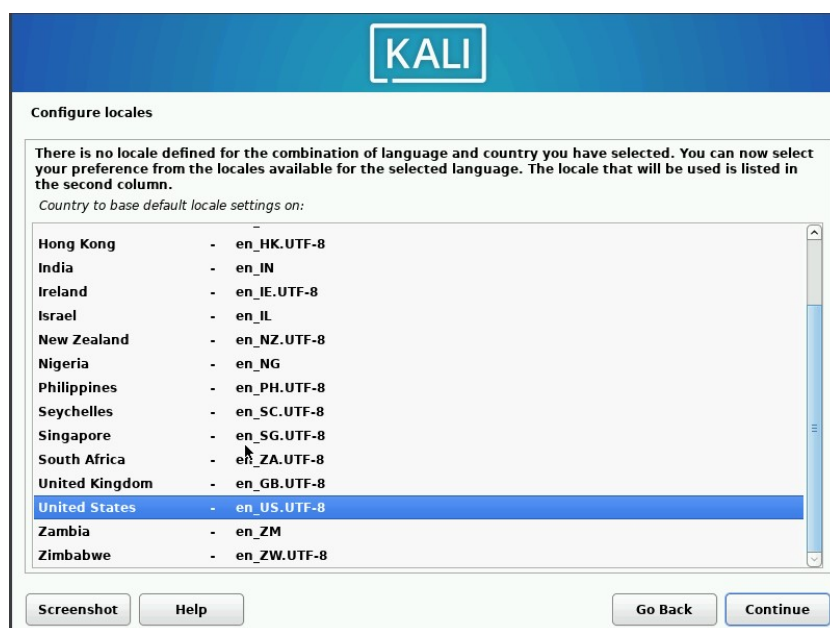 KALI
Configure locales
There is no locale defined for the combination of language and country you have selected. You can now select
your preference from the locales available for the selected language. The locale that will be used is listed in
the second column.
Country to base default locale settings on:
Hong Kong - en_HK.UTF-8
India - en_IN
Ireland - en_IE.UTF-8
Israel - en_IL
New Zealand - en_NZ.UTF-8
Nigeria - en_NG
Philippines - en_PH.UTF-8
Seychelles - en_SC.UTF-8
Singapore - en_SG.UTF-8
South Africa - en_ZA.UTF-8
United Kingdom - en_GB.UTF-8
United States - en_US.UTF-8
Zambia - en_ZM
Zimbabwe - en_ZW.UTF-8
Screenshot Help Go Back Continue